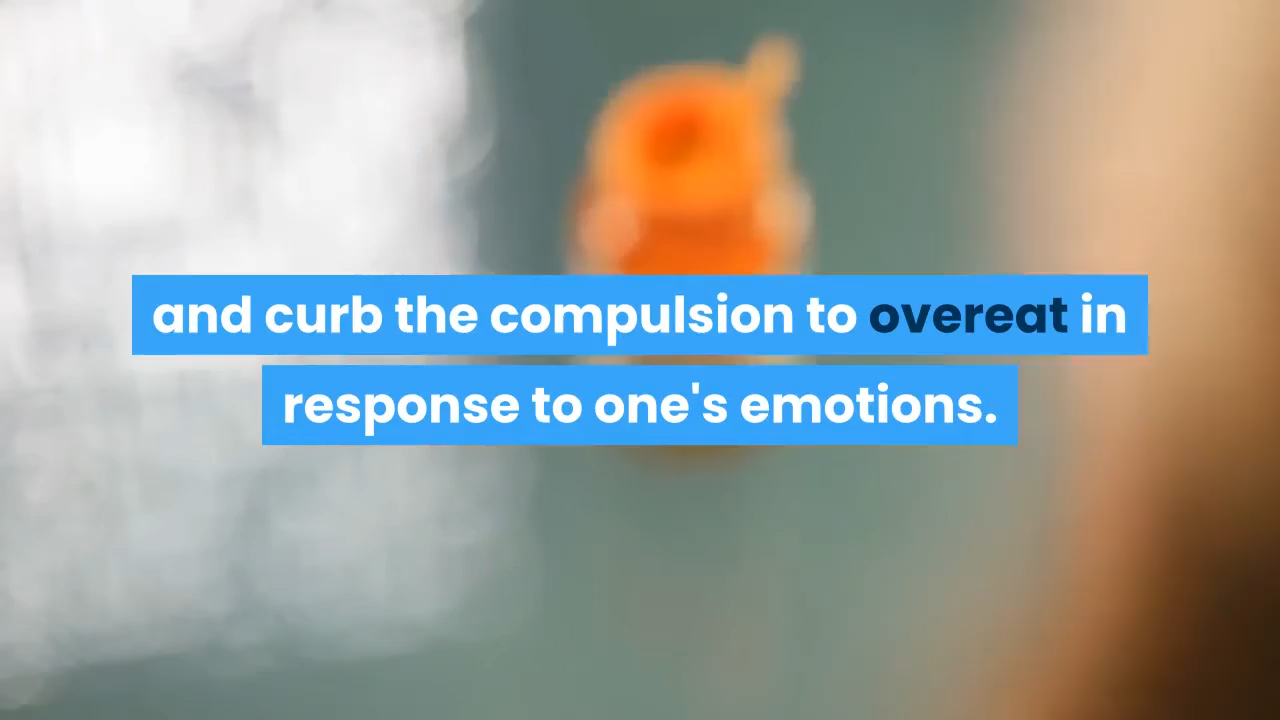 and curb the compulsion to overeat in
response to one's emotions.